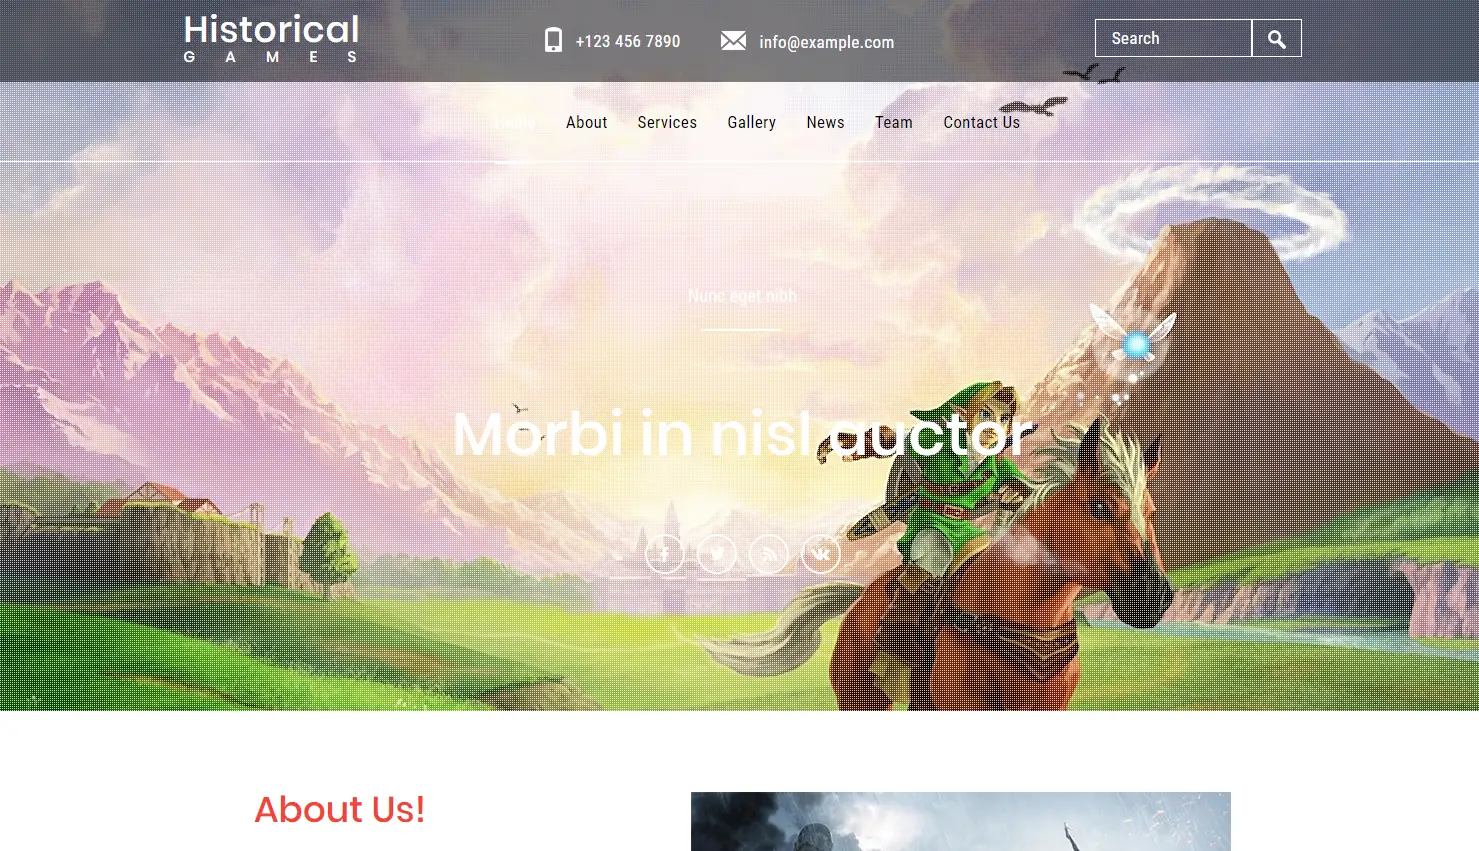 Historical
GAMES
+123 456 7890
info@example.com
Search
Home About Services Gallery News Team Contact Us
Nunc eget nibh
Morbi in nisl auctor
About Us!